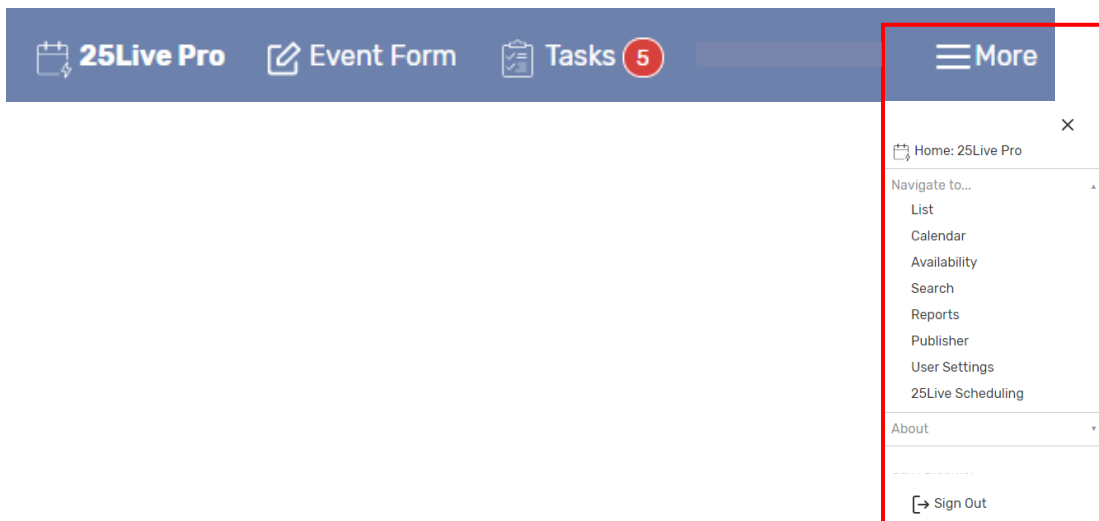 25Live Pro Event Form Tasks 5 More
Home: 25Live Pro
Navigate to...
List
Calendar
Availability
Search
Reports
Publisher
User Settings
25Live Scheduling
About
Sign Out